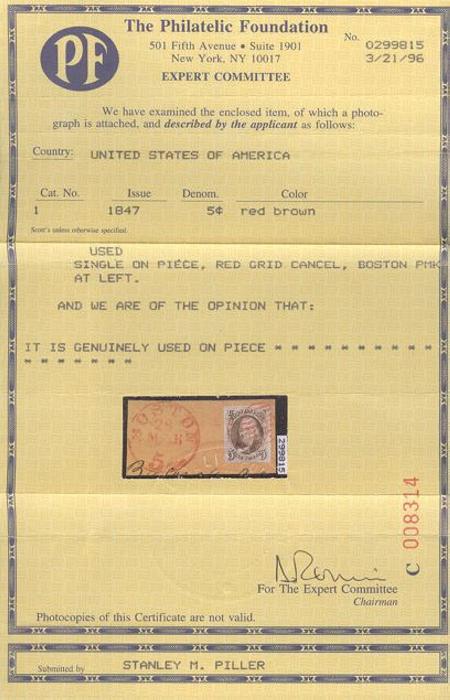 The Philatelic Foundation
PF
501 Fifth Avenue • Suite 1901
New York, NY 10017
EXPERT COMMITTEE
No.
0299815
3/21/96
We have examined the enclosed item, of which a photo-
graph is attached, and described by the applicant as follows:
Country: UNITED STATES OF AMERICA
Cat. No. Issue Denom. Color
1 1847 5¢ red brown
Scott's unless otherwise specified.
USED
SINGLE ON PIECE, RED GRID CANCEL, BOSTON PMK
AT LEFT.
AND WE ARE OF THE OPINION THAT:
IT IS GENUINELY USED ON PIECE * * * * * * * * * *
* * * * * * *
BOSTON
28
MAR
5
299815
C 008314
For The Expert Committee
Chairman
Photocopies of this Certificate are not valid.
Submitted by STANLEY M. PILLER